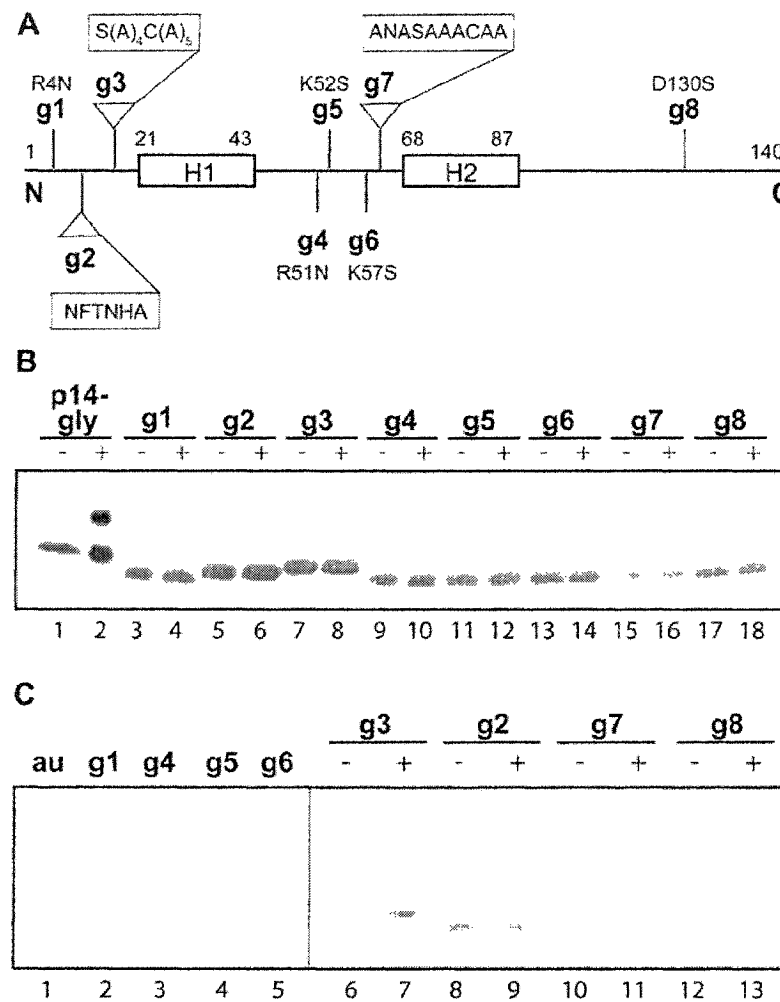 A
S(A)4C(A)5
ANASAAACAA
R4N
g1
g3
K52S
g5
g7
D130S
g8
1
21
43
68
87
140
H1
H2
N
C
g2
g4
g6
R51N
K57S
NFTNHA
B
p14-
gly
g1
g2
g3
g4
g5
g6
g7
g8
- + - + - + - + - + - + - + - + - +
1 2 3 4 5 6 7 8 9 10 11 12 13 14 15 16 17 18
C
g3
g2
g7
g8
au g1 g4 g5 g6 - + - + - + - +
1 2 3 4 5 6 7 8 9 10 11 12 13